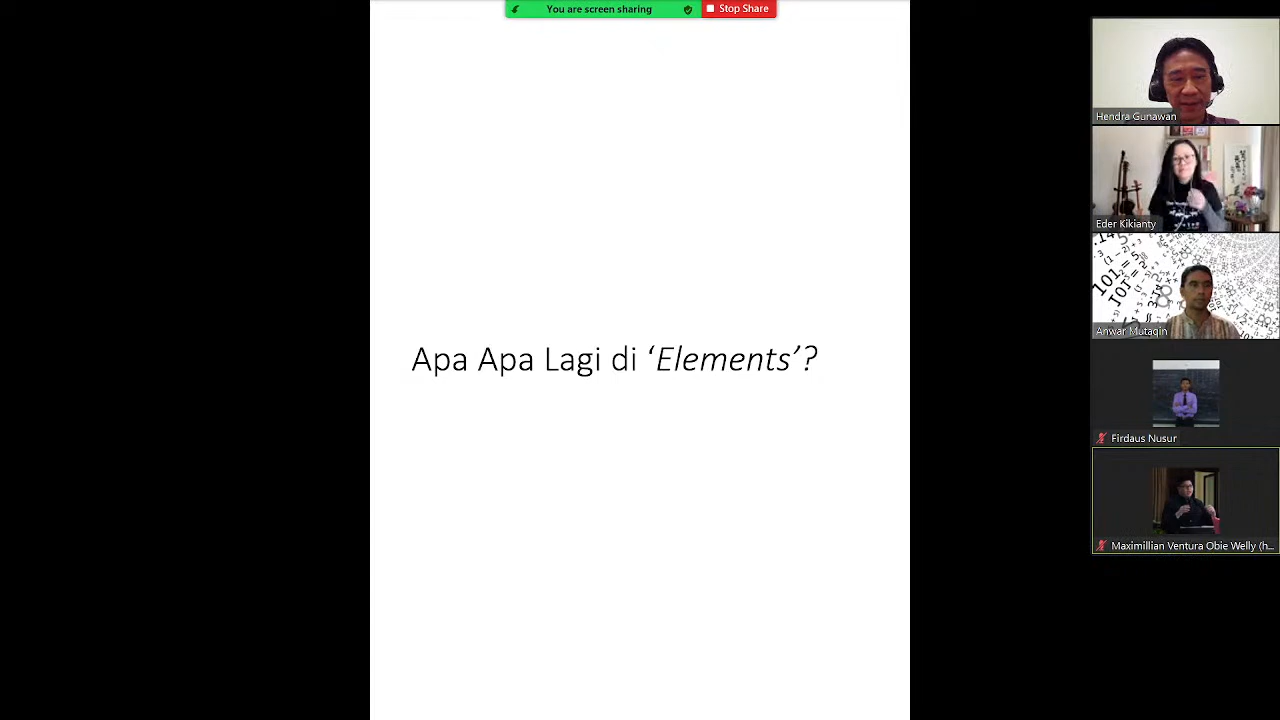 You are screen sharing
Stop Share
Apa Apa Lagi di ‘Elements’?
Hendra Gunawan
Eder Kikianty
Anwar Mutaqin
Firdaus Nusur
Maximillian Ventura Obie Welly (h...